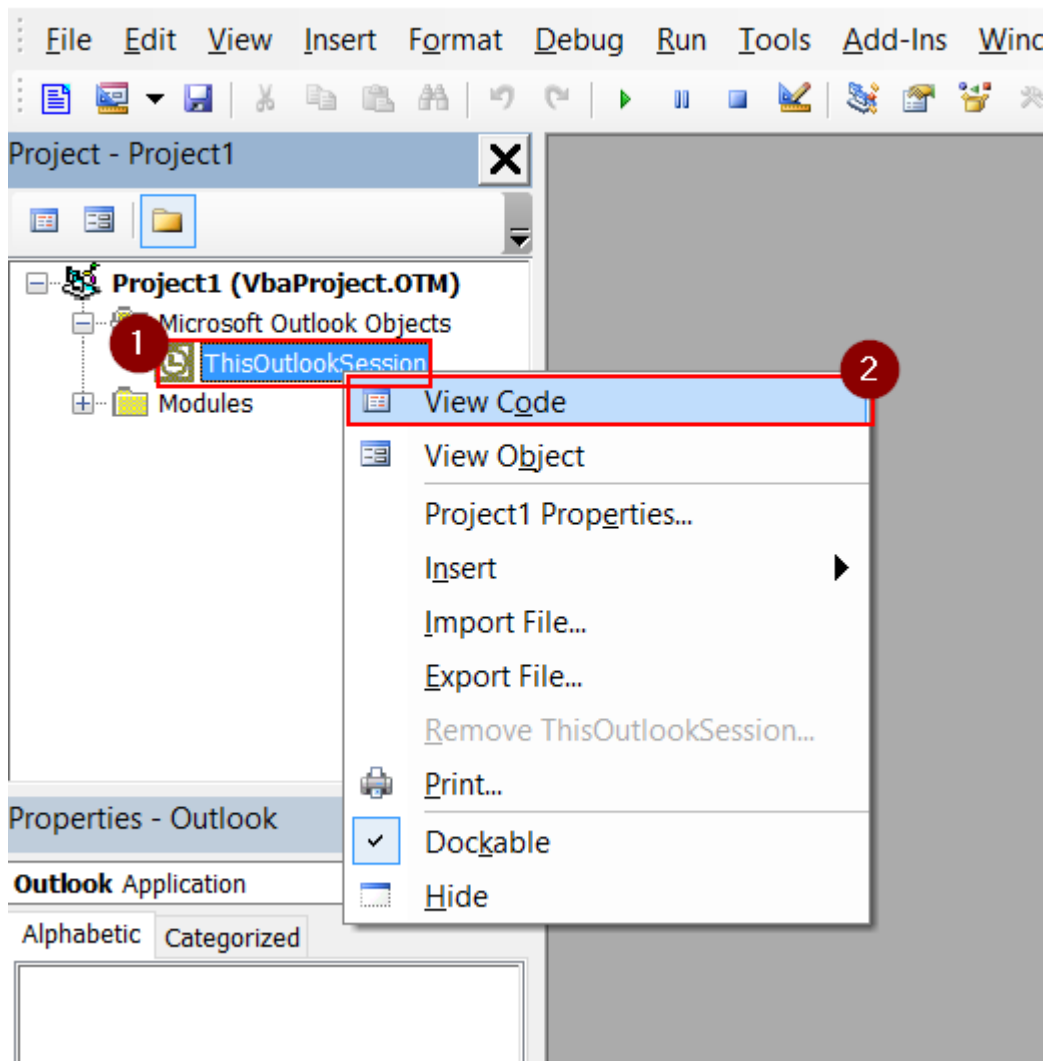 File Edit View Insert Format Debug Run Tools Add-Ins Wind
Project - Project1
Project1 (VbaProject.OTM)
Microsoft Outlook Objects
1
ThisOutlookSession
2
Modules
View Code
View Object
Project1 Properties...
Insert
Import File...
Export File...
Remove ThisOutlookSession...
Print...
Dockable
Hide
Properties - Outlook
Outlook Application
Alphabetic Categorized